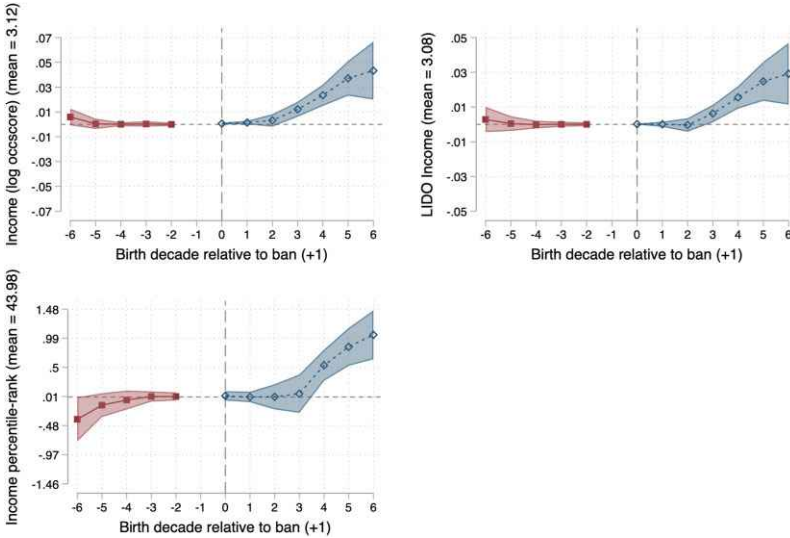 Income (log occscore) (mean = 3.12)
.07
.05
.03
.01
-.01
-.03
-.05
-.07
-6 -5 -4 -3 -2 -1 0 1 2 3 4 5 6
Birth decade relative to ban (+1)
LIDO Income (mean = 3.08)
.05
.03
.01
-.01
-.03
-.05
-6 -5 -4 -3 -2 -1 0 1 2 3 4 5 6
Birth decade relative to ban (+1)
Income percentile-rank (mean = 43.98)
1.48
.99
.5
.01
-.48
-.97
-1.46
-6 -5 -4 -3 -2 -1 0 1 2 3 4 5 6
Birth decade relative to ban (+1)